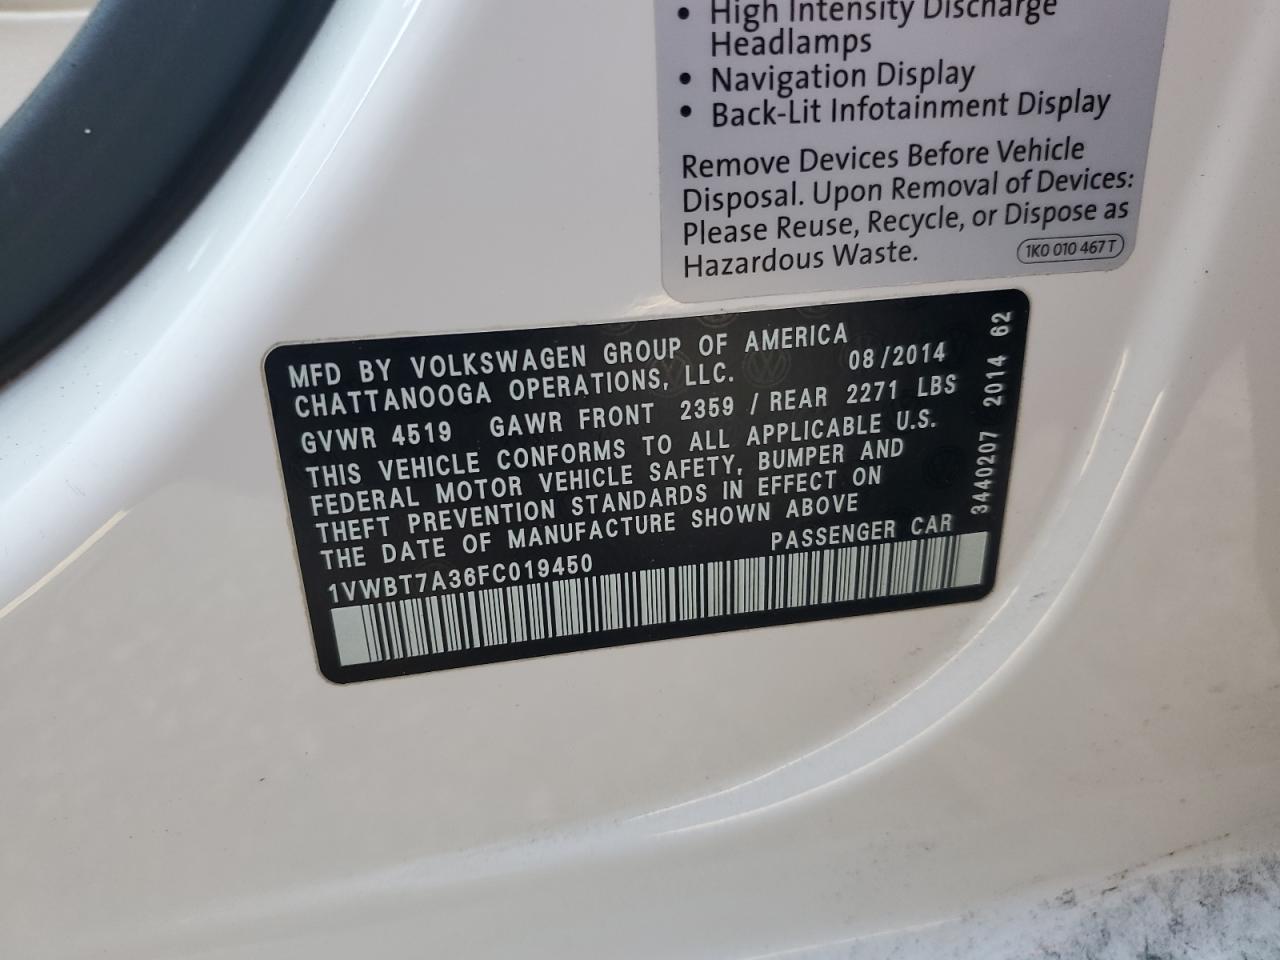 • High Intensity Discharge
Headlamps
• Navigation Display
• Back-Lit Infotainment Display
Remove Devices Before Vehicle
Disposal. Upon Removal of Devices:
Please Reuse, Recycle, or Dispose as
Hazardous Waste.
1K0 010 467 T
MFD BY VOLKSWAGEN GROUP OF AMERICA
CHATTANOOGA OPERATIONS, LLC.
08/2014
GVWR 4519 GAWR FRONT 2359 / REAR 2271 LBS
THIS VEHICLE CONFORMS TO ALL APPLICABLE U.S.
FEDERAL MOTOR VEHICLE SAFETY, BUMPER AND
THEFT PREVENTION STANDARDS IN EFFECT ON
THE DATE OF MANUFACTURE SHOWN ABOVE
PASSENGER CAR
1VWBT7A36FC019450
3440207 2014 62